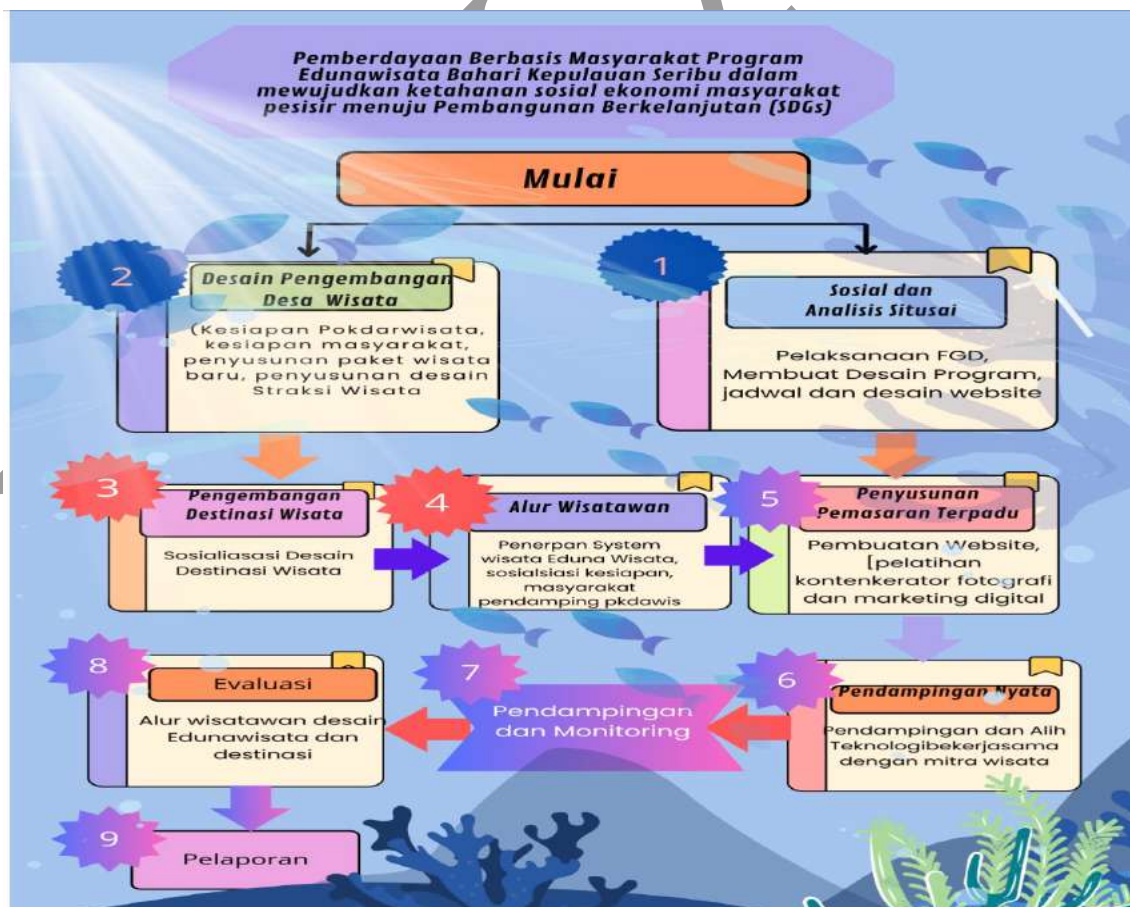 Pemberdayaan Berbasis Masyarakat Program
Edunawisata Bahari Kepulauan Seribu dalam
mewujudkan ketahanan sosial ekonomi masyarakat
pesisir menuju Pembangunan Berkelanjutan (SDGs)
Mulai
1
Sosial dan
Analisis Situsai
Pelaksanaan FGD,
Membuat Desain Program,
jadwal dan desain website
2
Desain Pengembangan
Desa Wisata
(Kesiapan Pokdarwisata,
kesiapan masyarakat,
penyusunan paket wisata
baru, penyusunan desain
Straksi Wisata
3
Pengembangan
Destinasi Wisata
Sosialiasasi Desain
Destinasi Wisata
4
Alur Wisatawan
Penerpan System
wisata Eduna Wisata,
sosialsiasi kesiapan,
masyarakat
pendamping pkdawis
5
Penyusunan
Pemasaran Terpadu
Pembuatan Website,
[pelatihan
kontenkerator fotografi
dan marketing digital
6
Pendampingan Nyata
Pendampingan dan Alih
Teknologibekerjasama
dengan mitra wisata
7
Pendampingan
dan Monitoring
8
Evaluasi
Alur wisatawan desain
Edunawisata dan
destinasi
9
Pelaporan